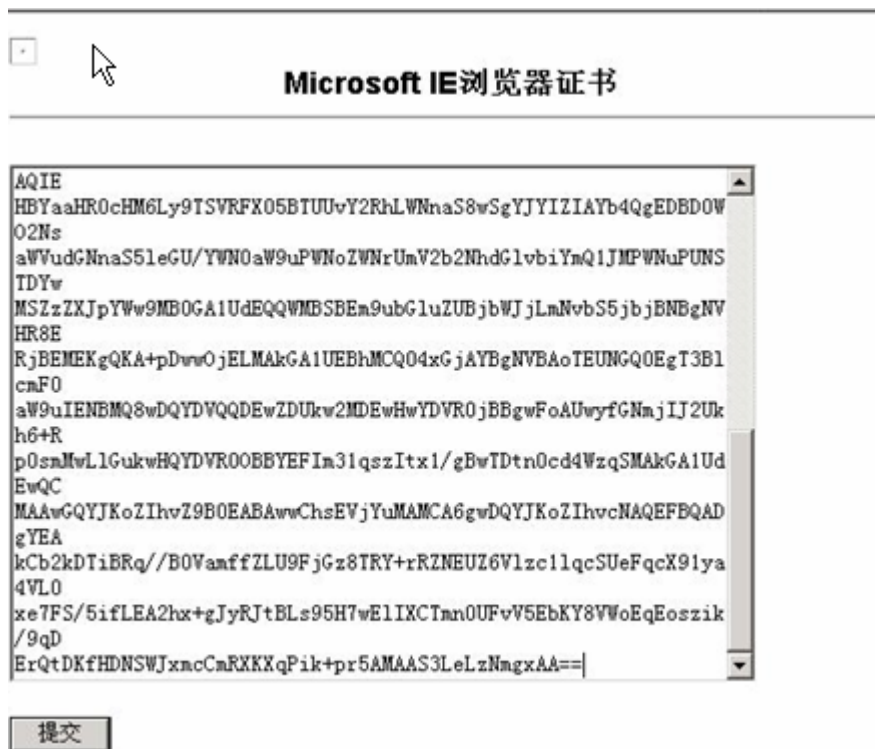 Microsoft IE浏览器证书
AQIE
HBYaaHR0cHM6Ly9TSVRFX05BTUUvY2RhLWNnaS8wSgYJYIZIAYb4QgEDBD0W
O2Ns
aWVudGNnaS5leGU/YWN0aW9uPWNoZWNrUmV2b2NhdGlvbiYmQ1JMPWNuPUNS
TDYw
MSZzZXJpYWw9MB0GA1UdEQQWMBSBEm9ubGluZUBjbWJjLmNvbS5jbjBNBgNV
HR8E
RjBEMEKgQKA+pDwwOjELMAkGA1UEBhMCQ04xGjAYBgNVBAoTEUNGQ0EgT3Bl
cmF0
aW9uIENBMQ8wDQYDVQQDEwZDUkw2MDEwHwYDVR0jBBgwFoAUwyfGNmjIJ2Uk
h6+R
p0smMwLlGukwHQYDVR0OBBYEFIm31qszItx1/gBwTDtn0cd4WzqSMAkGA1Ud
EwQC
MAAwGQYJKoZIhvZ9B0EABAwwChsEVjYuMAMCA6gwDQYJKoZIhvcNAQEFBQAD
gYEA
kCb2kDTiBRq//B0VamffZLU9FjGz8TRY+rRZNEUZ6Vlzc1lqcSUeFqcX91ya
4VL0
xe7FS/5ifLEA2hx+gJyRJtBLs95H7wElIXCTmn0UFvV5EbKY8VWoEqEoszik
/9qD
ErQtDKfHDNSWJxmcCmRXKXqPik+pr5AMAAS3LeLzNmgxAA==
提交